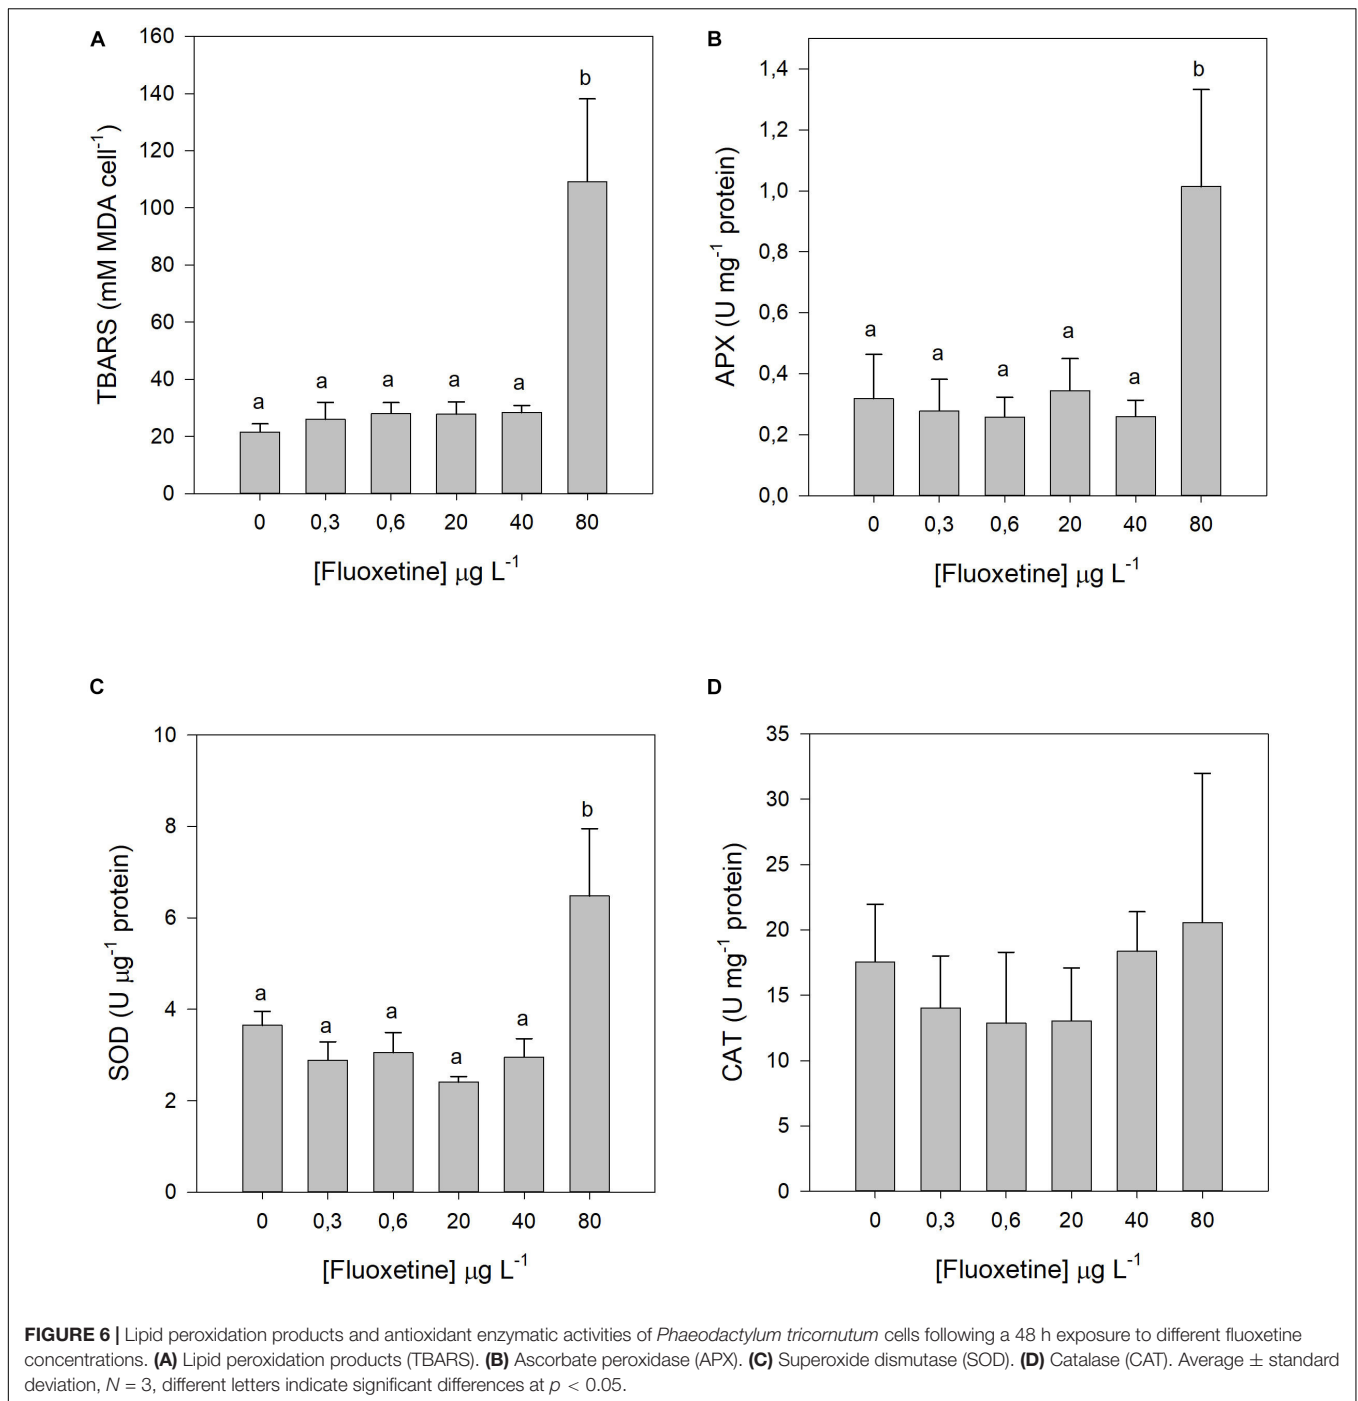 A
160
140
120
100
80
60
40
20
0
TBARS (mM MDA cell⁻¹)
a
a
a
a
a
b
0 0,3 0,6 20 40 80
[Fluoxetine] µg L⁻¹
B
1,4
1,2
1,0
0,8
0,6
0,4
0,2
0,0
APX (U mg⁻¹ protein)
a
a
a
a
a
b
0 0,3 0,6 20 40 80
[Fluoxetine] µg L⁻¹
C
10
8
6
4
2
0
SOD (U µg⁻¹ protein)
a
a
a
a
a
b
0 0,3 0,6 20 40 80
[Fluoxetine] µg L⁻¹
D
35
30
25
20
15
10
5
0
CAT (U mg⁻¹ protein)
0 0,3 0,6 20 40 80
[Fluoxetine] µg L⁻¹
FIGURE 6 | Lipid peroxidation products and antioxidant enzymatic activities of Phaeodactylum tricornutum cells following a 48 h exposure to different fluoxetine
concentrations. (A) Lipid peroxidation products (TBARS). (B) Ascorbate peroxidase (APX). (C) Superoxide dismutase (SOD). (D) Catalase (CAT). Average ± standard
deviation, N = 3, different letters indicate significant differences at p < 0.05.